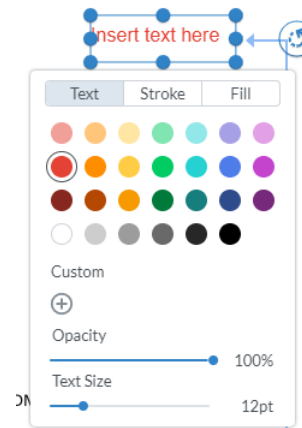 Insert text here
Text Stroke Fill
Custom
Opacity
100%
Text Size
12pt